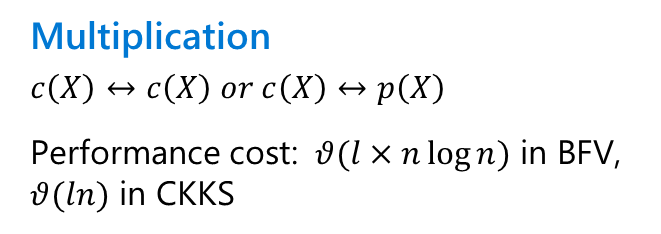 Multiplication
c(X) ↔ c(X) or c(X) ↔ p(X)
Performance cost: ϑ(l × n log n) in BFV,
ϑ(ln) in CKKS